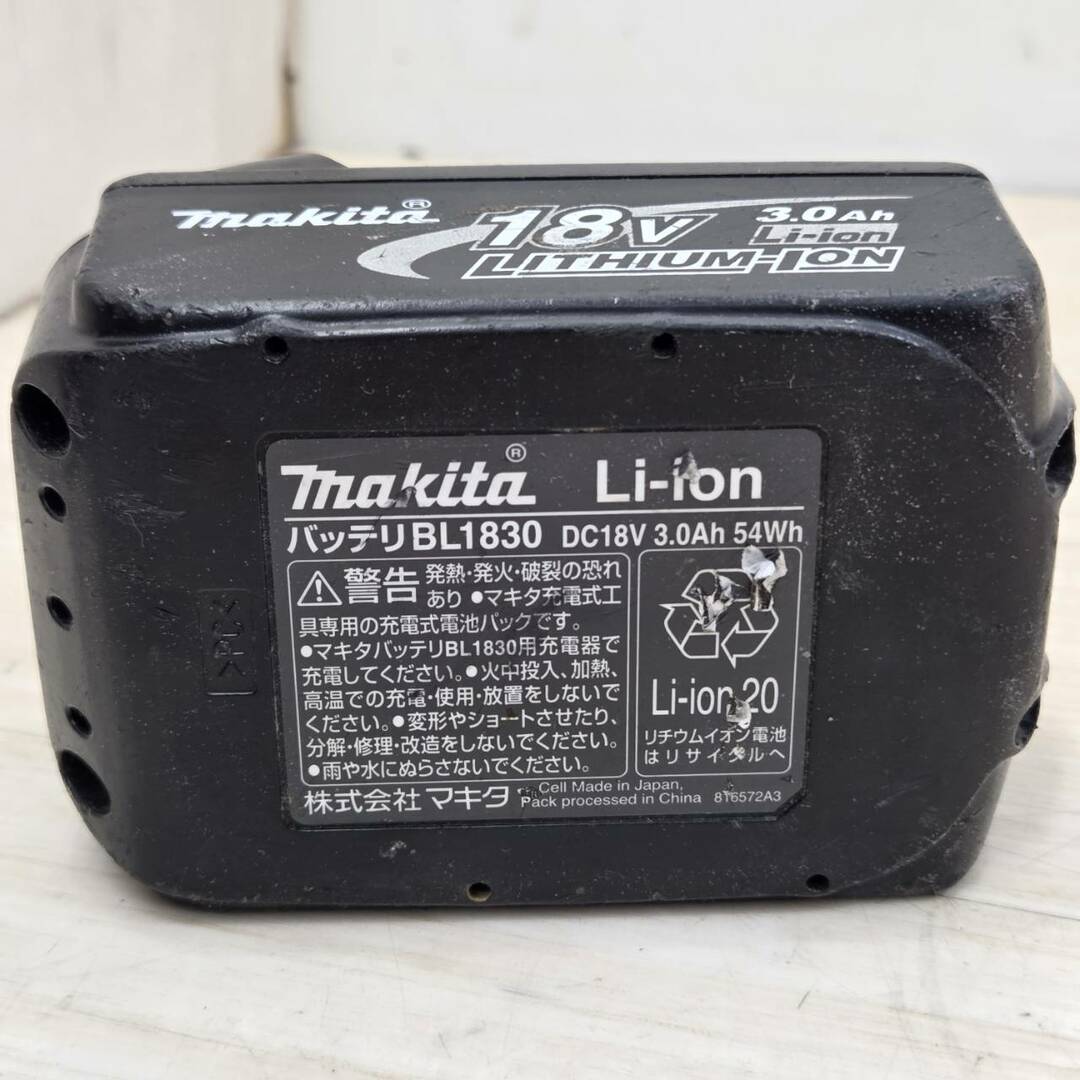 makita®
18V
3.0Ah
Li-ion
LITHIUM-ION
makita® Li-ion
バッテリBL1830 DC18V 3.0Ah 54Wh
警告 発熱・発火・破裂の恐れ
あり ●マキタ充電式工
具専用の充電式電池パックです。
●マキタバッテリBL1830用充電器で
充電してください。●火中投入、加熱、
高温での充電・使用・放置をしないで
ください。●変形やショートさせたり、
分解・修理・改造をしないでください。
●雨や水にぬらさないでください。
Li-ion 20
リチウムイオン電池
はリサイクルへ
株式会社 マキタ
Cell Made in Japan,
Pack processed in China 816572A3
>PC<